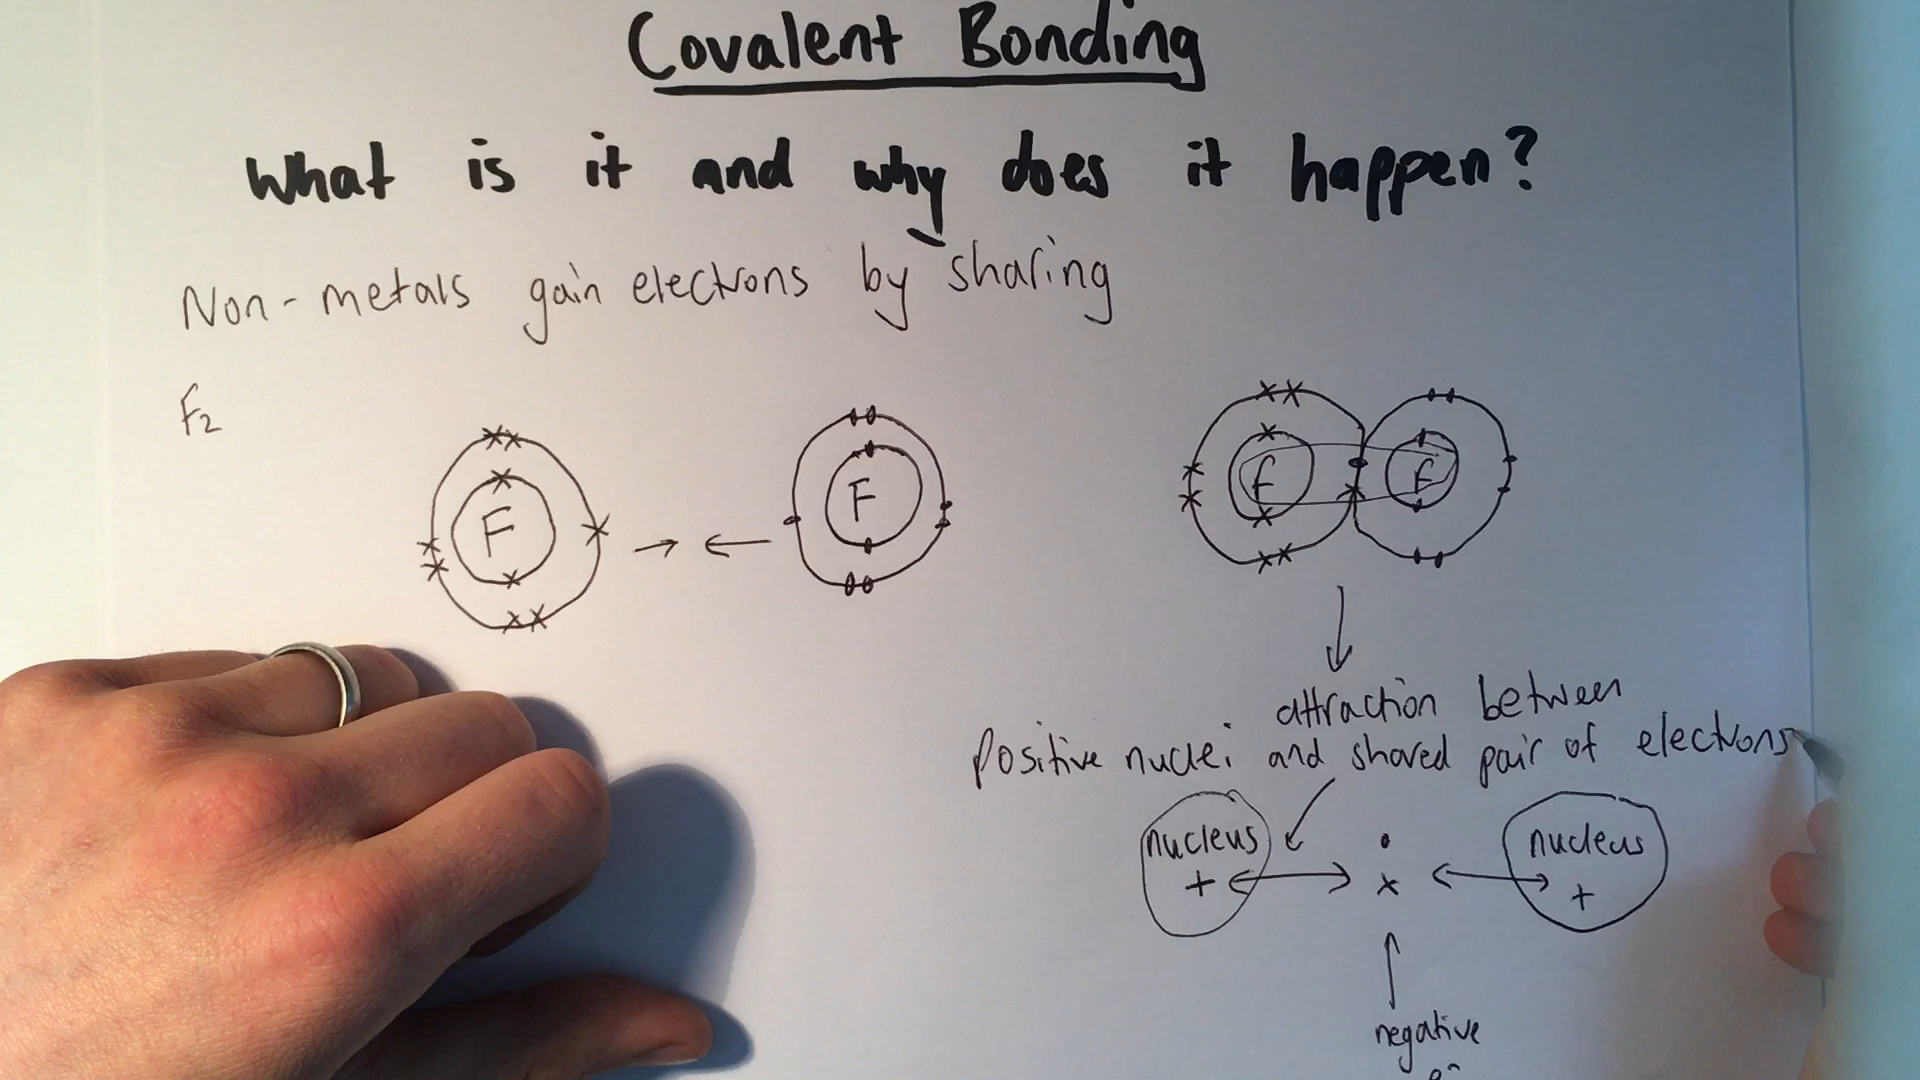 Covalent Bonding
What is it and why does it happen?
Non-metals gain electrons by sharing
F2
F
F
F
F
attraction between
positive nuclei and shared pair of electrons
nucleus
nucleus
+
x
+
negative